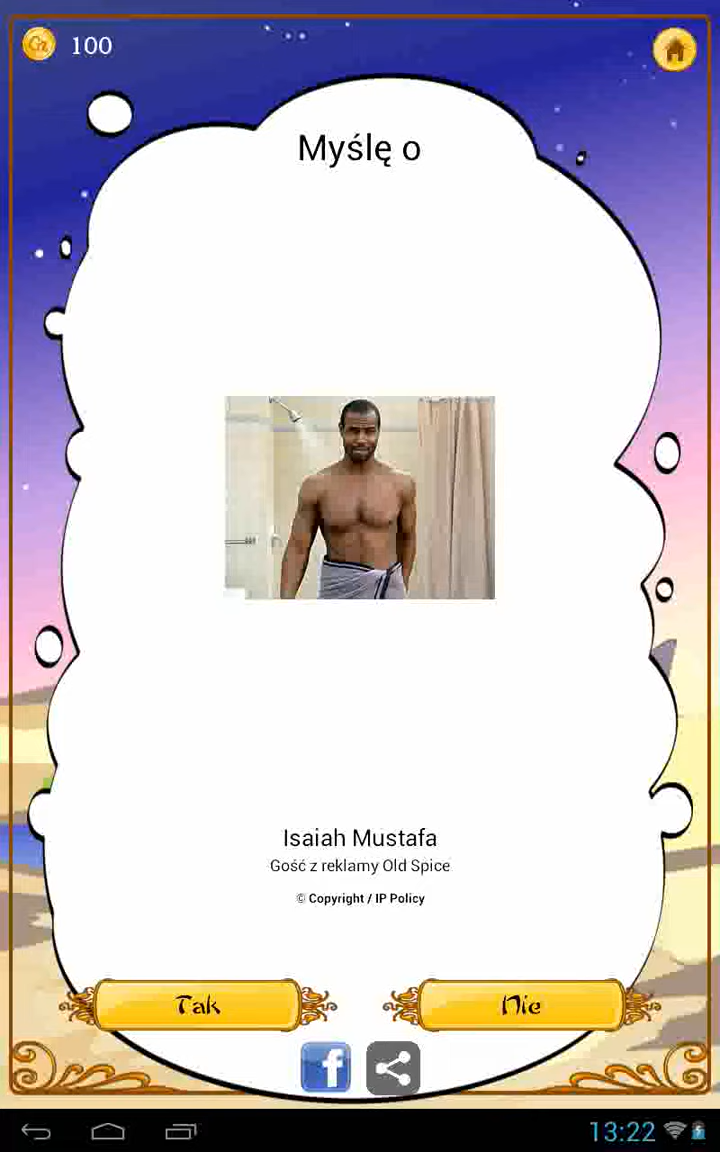 100
Myślę o
Isaiah Mustafa
Gość z reklamy Old Spice
© Copyright / IP Policy
Tak
Nie
13:22